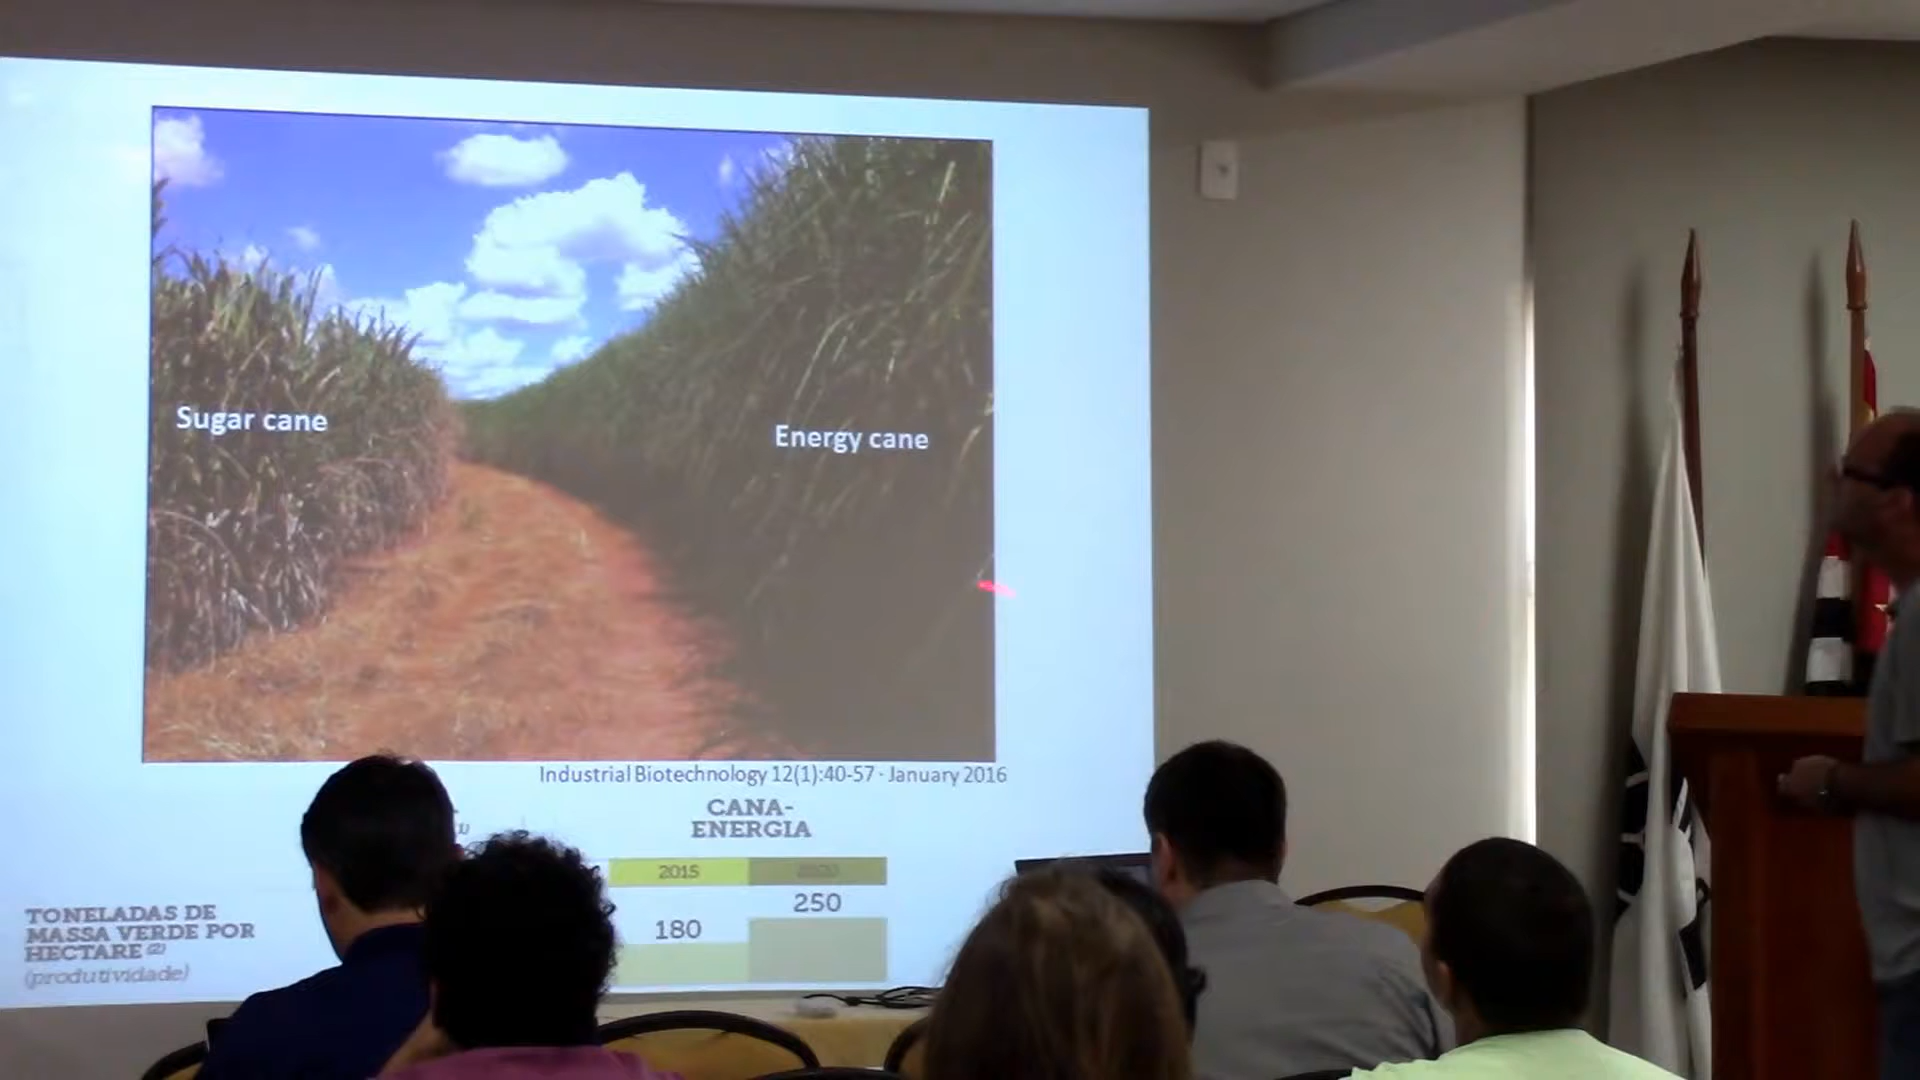 Sugar cane
Energy cane
Industrial Biotechnology 12(1):40-57 - January 2016
CANA-
ENERGIA
2015
250
180
TONELADAS DE
MASSA VERDE POR
HECTARE (2)
(produtividade)